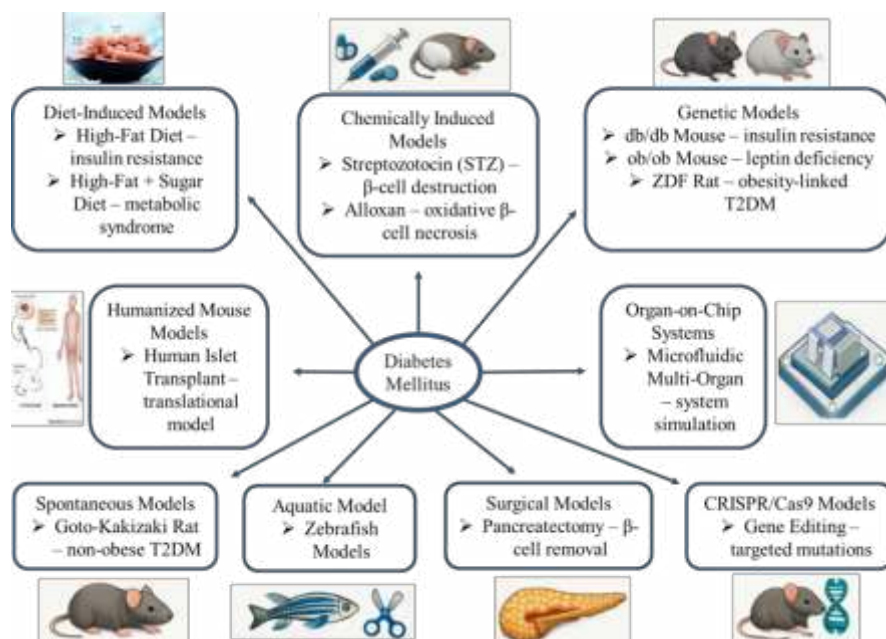 Diet-Induced Models
➤ High-Fat Diet –
insulin resistance
➤ High-Fat + Sugar
Diet – metabolic
syndrome
Chemically Induced
Models
➤ Streptozotocin (STZ) –
β-cell destruction
➤ Alloxan – oxidative β-
cell necrosis
Genetic Models
➤ db/db Mouse – insulin resistance
➤ ob/ob Mouse – leptin deficiency
➤ ZDF Rat – obesity-linked
T2DM
Humanized Mouse
Models
➤ Human Islet
Transplant –
translational
model
Diabetes
Mellitus
Organ-on-Chip
Systems
➤ Microfluidic
Multi-Organ
– system
simulation
Spontaneous Models
➤ Goto-Kakizaki Rat
– non-obese T2DM
Aquatic Model
➤ Zebrafish
Models
Surgical Models
➤ Pancreatectomy – β-
cell removal
CRISPR/Cas9 Models
➤ Gene Editing –
targeted mutations